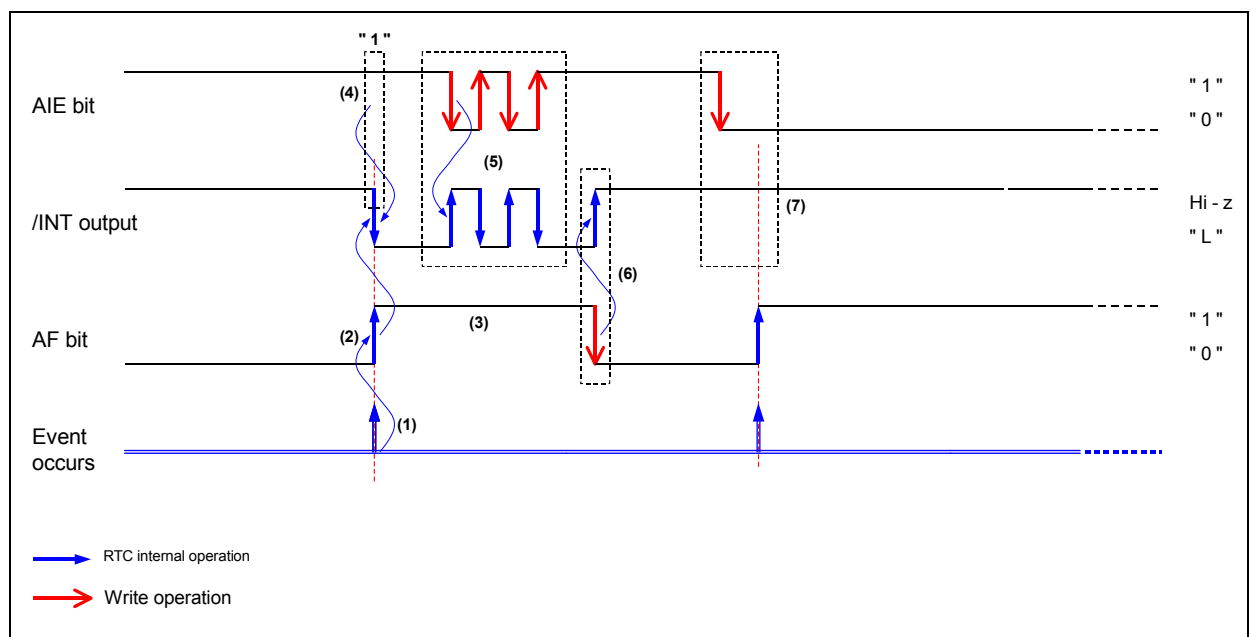 " 1 "
AIE bit
(4)
" 1 "
" 0 "
(5)
/INT output
(7)
Hi - z
" L "
(6)
AF bit
(2)
(3)
" 1 "
" 0 "
(1)
Event
occurs
RTC internal operation
Write operation